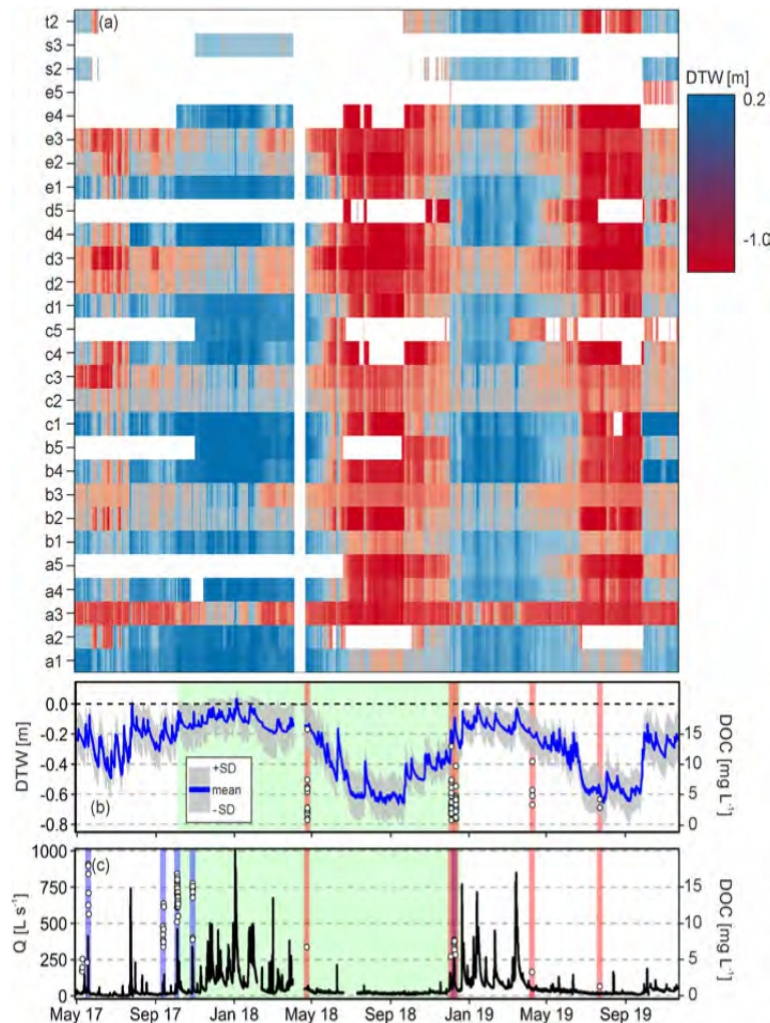 (a)
t2
s3
s2
e5
e4
e3
e2
e1
d5
d4
d3
d2
d1
c5
c4
c3
c2
c1
b5
b4
b3
b2
b1
a5
a4
a3
a2
a1
DTW [m]
0.2
-1.0
DTW [m]
0.0
-0.2
-0.4
-0.6
-0.8
+SD
mean
-SD
(b)
DOC [mg L⁻¹]
15
10
5
0
Q [L s⁻¹]
1000
750
500
250
0
(c)
DOC [mg L⁻¹]
15
10
5
0
May 17 Sep 17 Jan 18 May 18 Sep 18 Jan 19 May 19 Sep 19